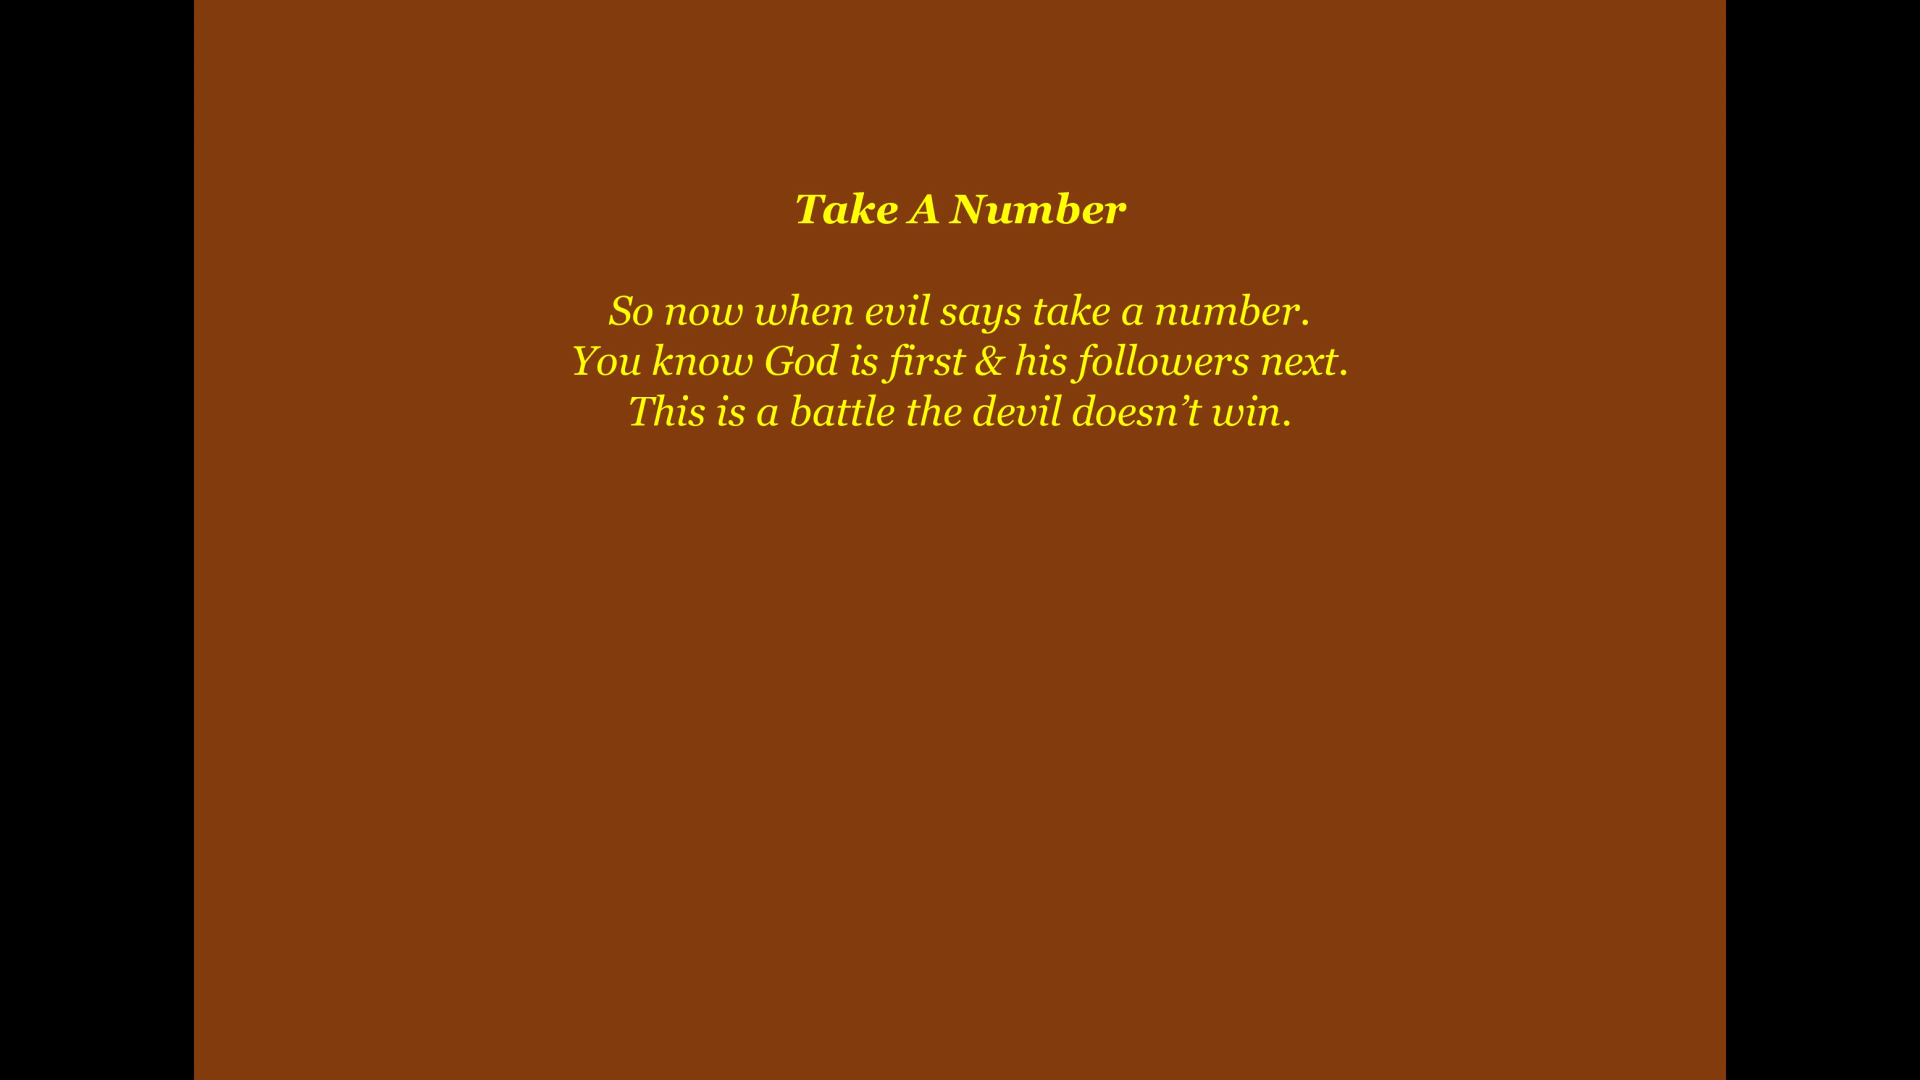 Take A Number
So now when evil says take a number.
You know God is first & his followers next.
This is a battle the devil doesn’t win.